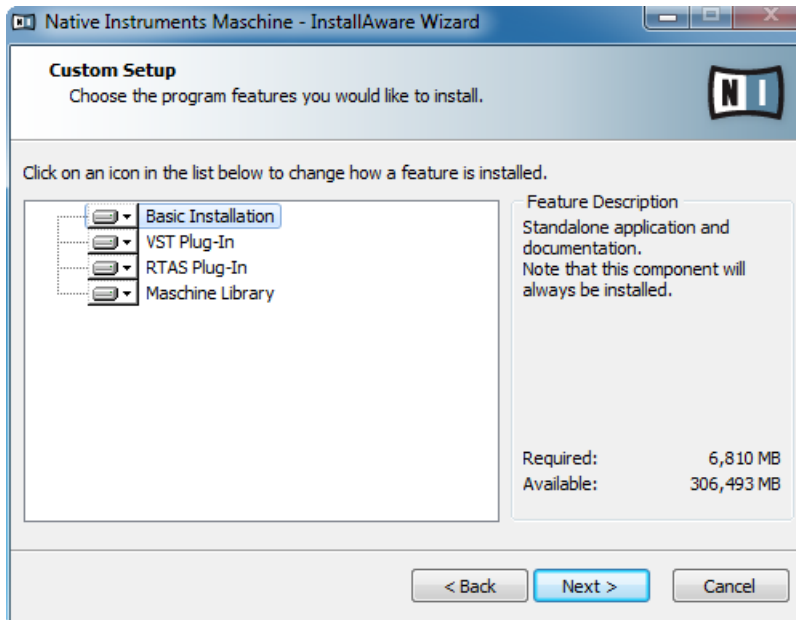 Native Instruments Maschine - InstallAware Wizard
Custom Setup
Choose the program features you would like to install.
N I
Click on an icon in the list below to change how a feature is installed.
Basic Installation
VST Plug-In
RTAS Plug-In
Maschine Library
Feature Description
Standalone application and
documentation.
Note that this component will
always be installed.
Required: 6,810 MB
Available: 306,493 MB
< Back Next > Cancel